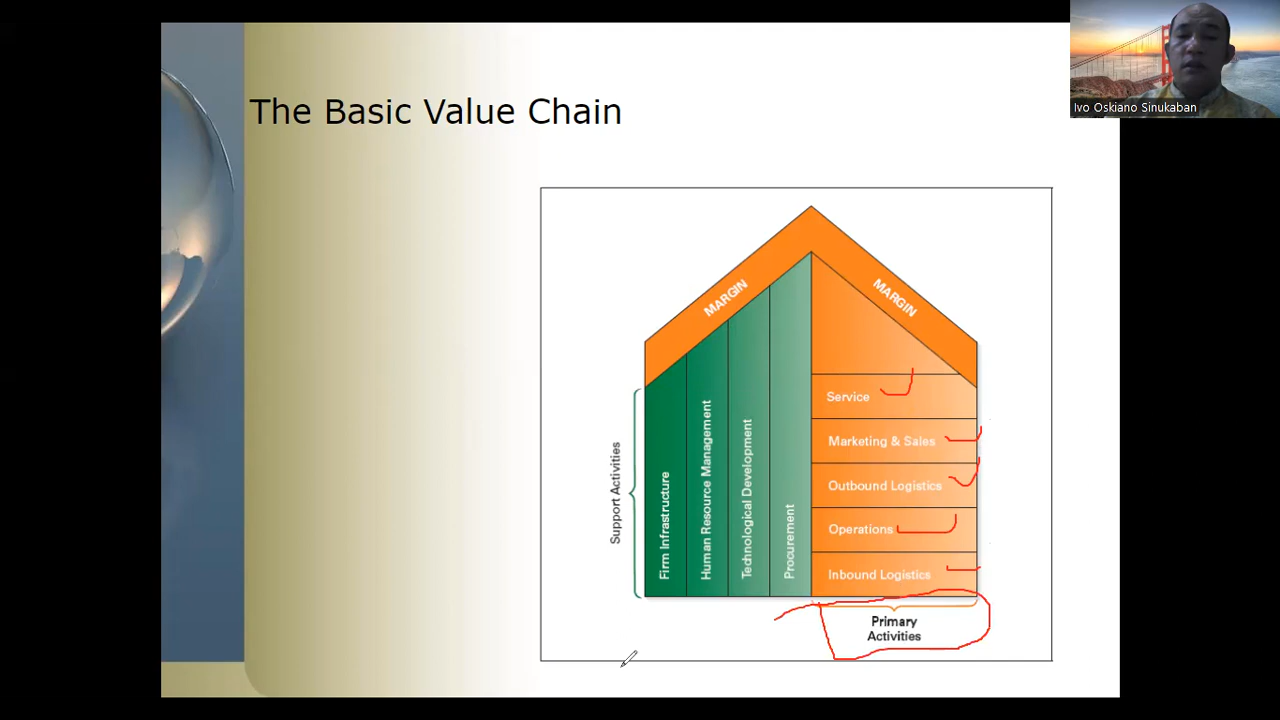 Ivo Oskiano Sinukaban
The Basic Value Chain
MARGIN
MARGIN
Support Activities
Firm Infrastructure
Human Resource Management
Technological Development
Procurement
Service
Marketing & Sales
Outbound Logistics
Operations
Inbound Logistics
Primary
Activities